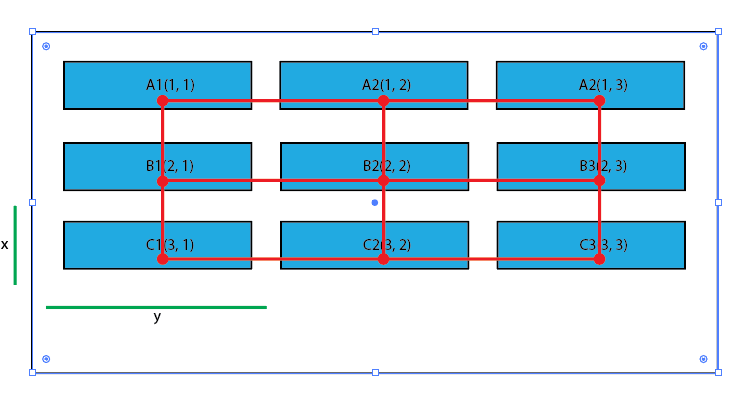 A1(1, 1) A2(1, 2) A2(1, 3)
B1(2, 1) B2(2, 2) B3(2, 3)
C1(3, 1) C2(3, 2) C3(3, 3)
x
y